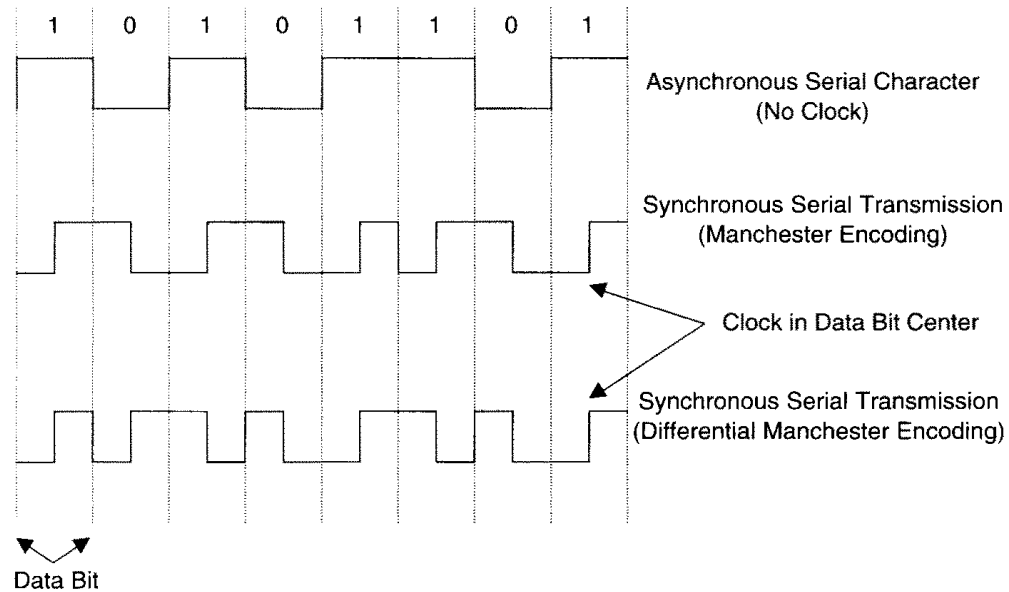 1 0 1 0 1 1 0 1
Asynchronous Serial Character
(No Clock)
Synchronous Serial Transmission
(Manchester Encoding)
Clock in Data Bit Center
Synchronous Serial Transmission
(Differential Manchester Encoding)
Data Bit